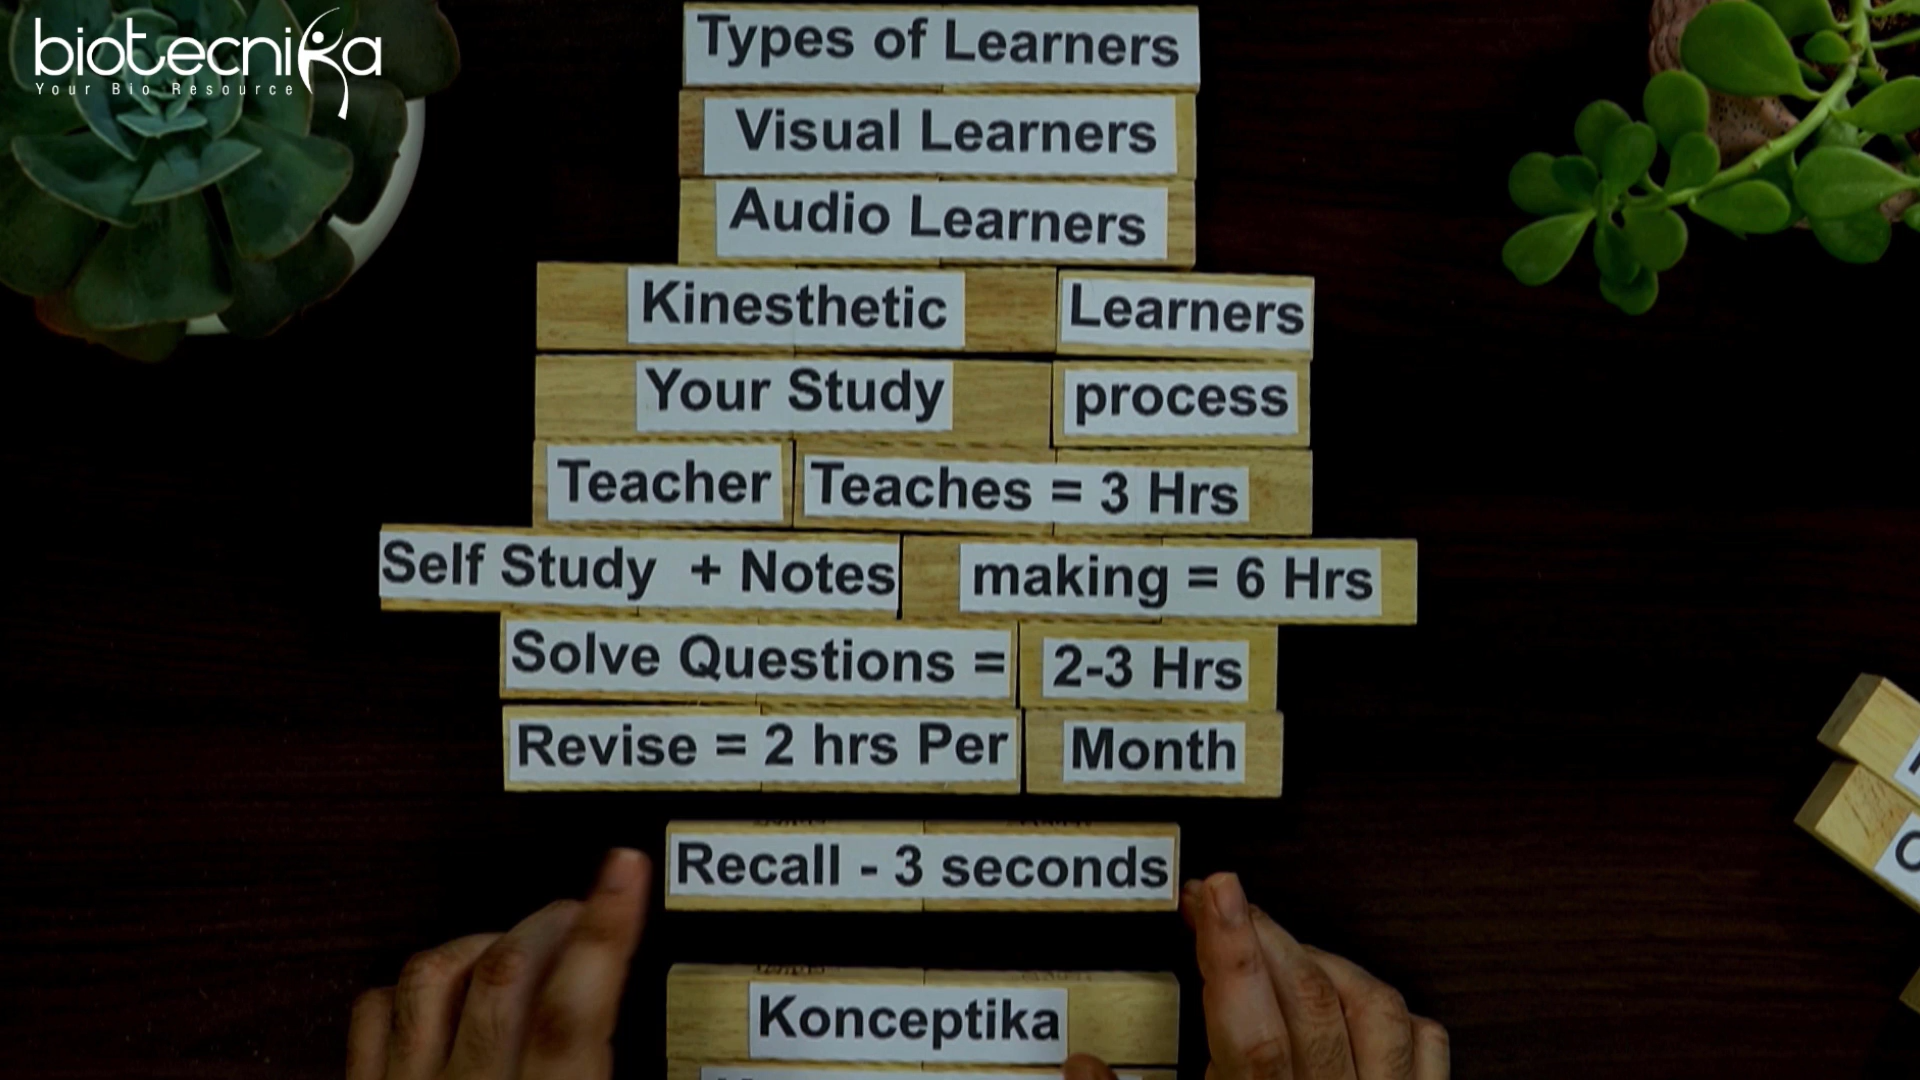 biotecnika
Your Bio Resource
Types of Learners
Visual Learners
Audio Learners
Kinesthetic Learners
Your Study process
Teacher Teaches = 3 Hrs
Self Study + Notes making = 6 Hrs
Solve Questions = 2-3 Hrs
Revise = 2 hrs Per Month
Recall - 3 seconds
Konceptika